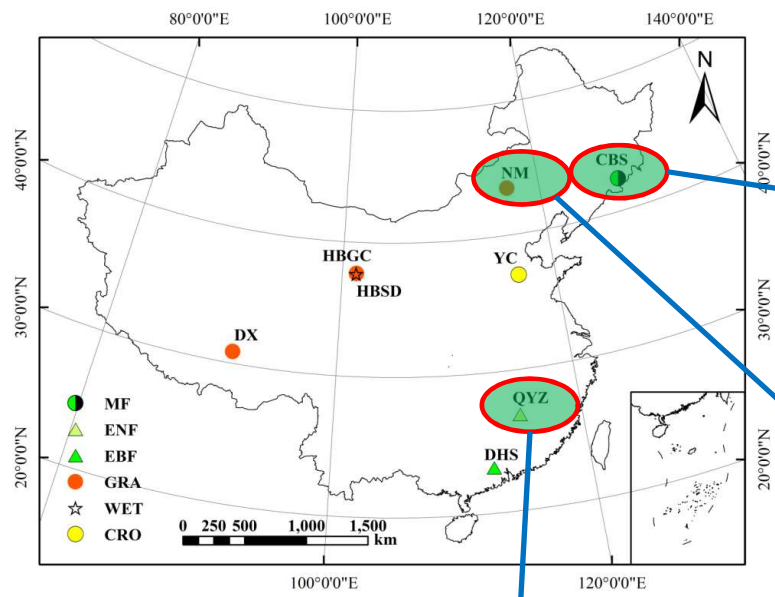 80°0'0"E
100°0'0"E
120°0'0"E
140°0'0"E
N
40°0'0"N
30°0'0"N
20°0'0"N
40°0'0"N
30°0'0"N
20°0'0"N
CBS
NM
HBGC
HBSD
YC
DX
QYZ
DHS
MF
ENF
EBF
GRA
WET
CRO
0 250 500 1,000 1,500
km
100°0'0"E
120°0'0"E